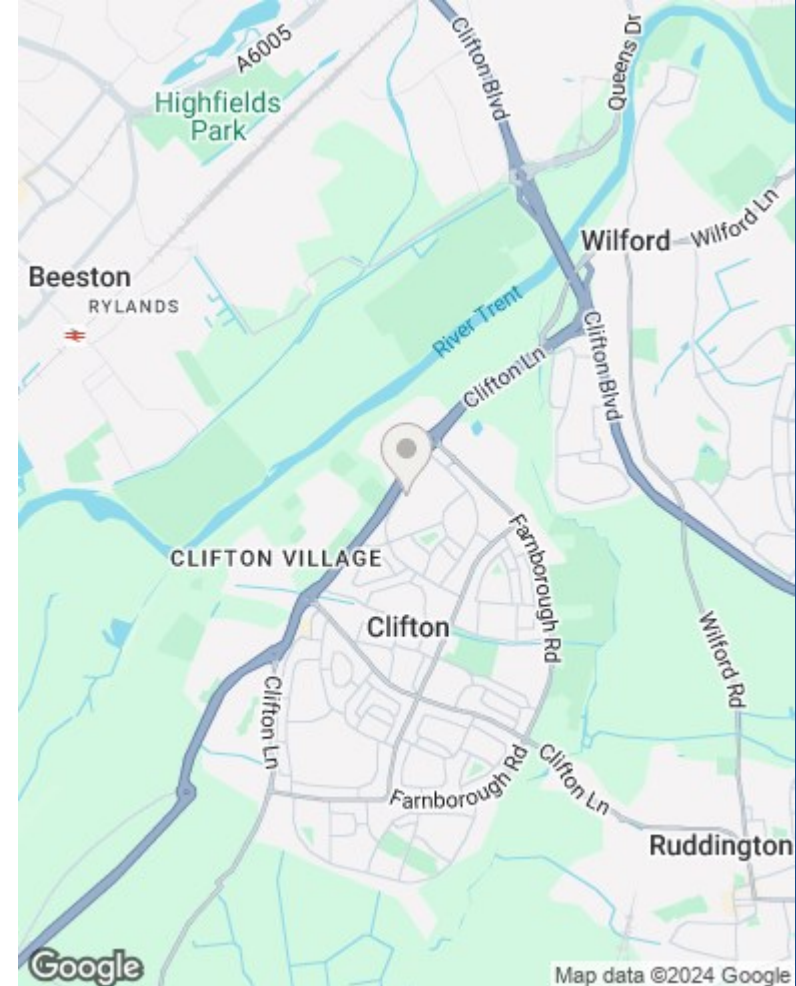 A6005
Clifton Blvd
Queens Dr
Highfields
Park
Wilford
Wilford Ln
Beeston
RYLANDS
River Trent
Clifton Blvd
Clifton Ln
Farnborough Rd
CLIFTON VILLAGE
Clifton
Wilford Rd
Clifton Ln
Clifton Ln
Farnborough Rd
Ruddington
Google
Map data ©2024 Google